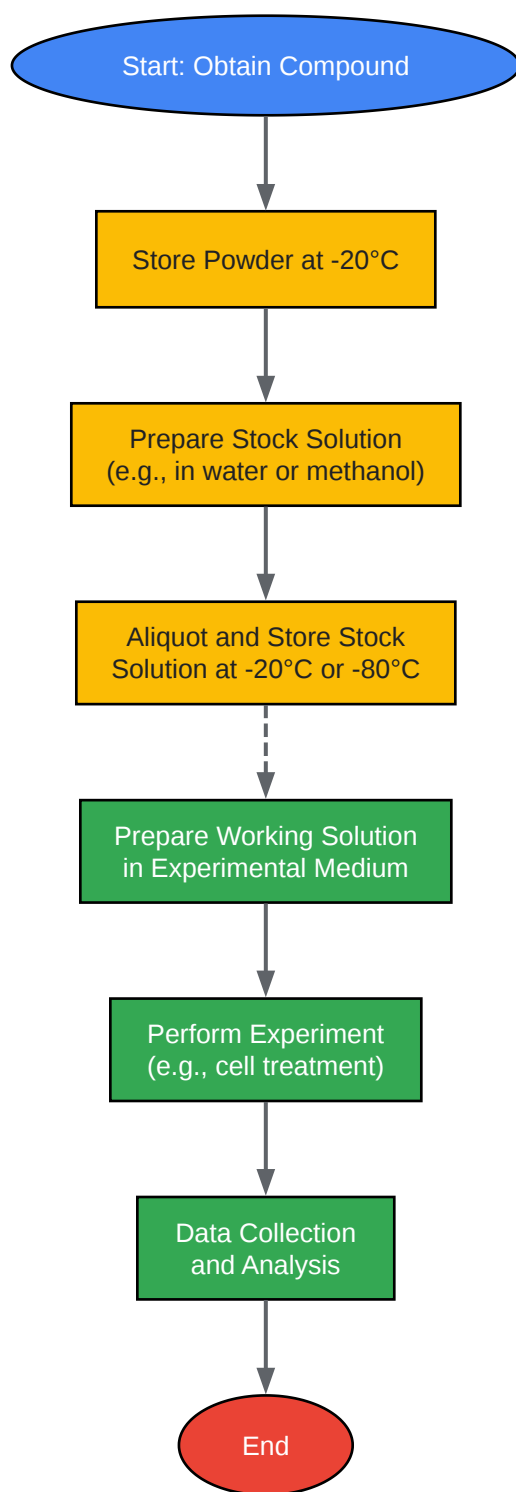 Start: Obtain Compound
Store Powder at -20°C
Prepare Stock Solution
(e.g., in water or methanol)
Aliquot and Store Stock
Solution at -20°C or -80°C
Prepare Working Solution
in Experimental Medium
Perform Experiment
(e.g., cell treatment)
Data Collection
and Analysis
End